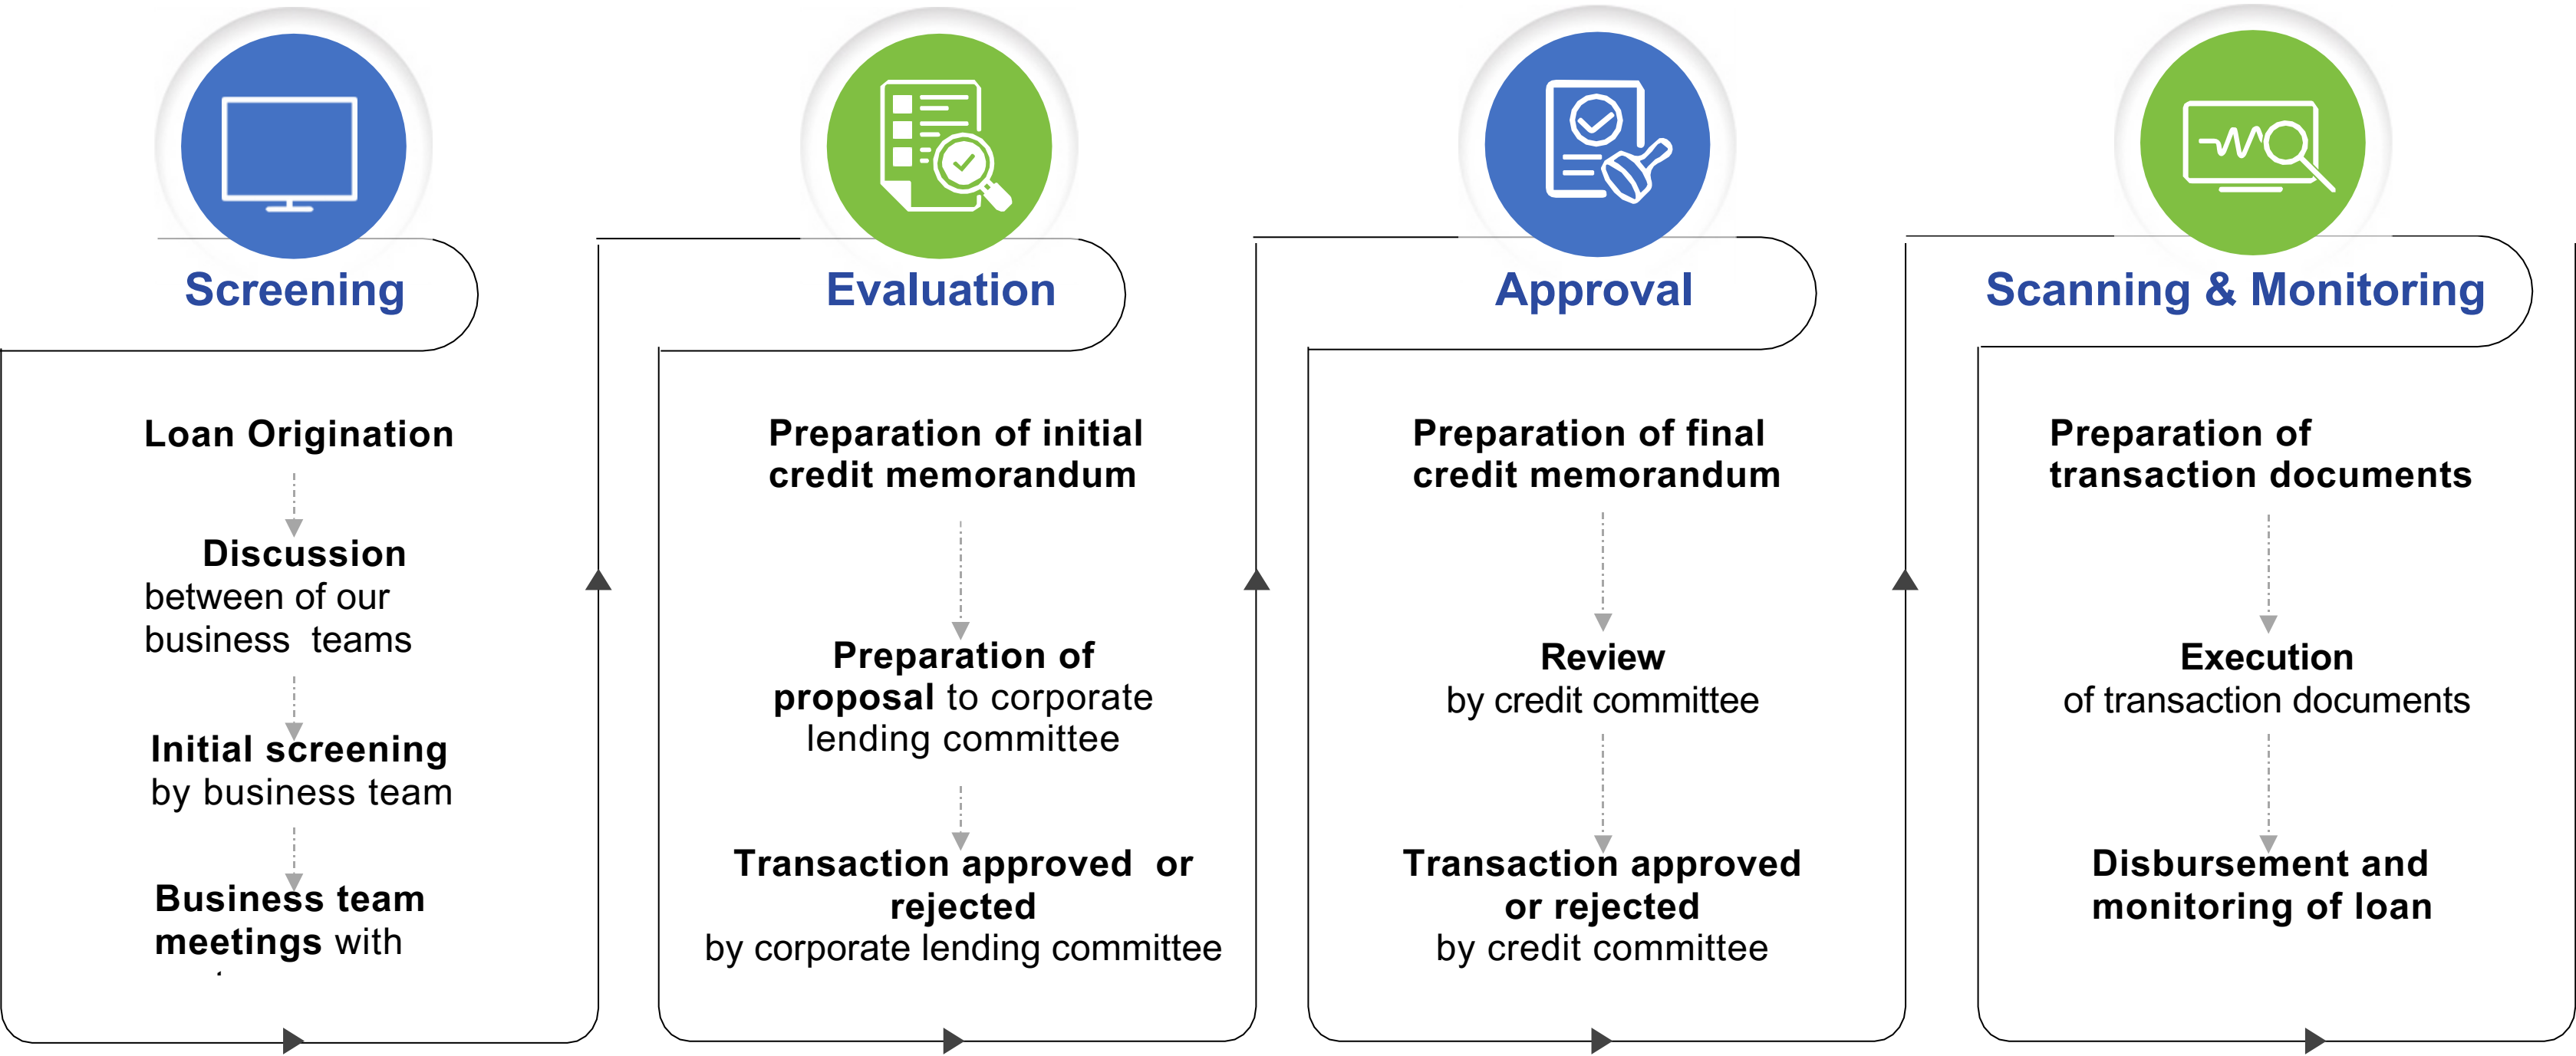 Screening
Loan Origination
Discussion
between of our
business teams
Initial screening
by business team
Business team
meetings with
Evaluation
Preparation of initial
credit memorandum
Preparation of
proposal to corporate
lending committee
Transaction approved or
rejected
by corporate lending committee
Approval
Preparation of final
credit memorandum
Review
by credit committee
Transaction approved
or rejected
by credit committee
Scanning & Monitoring
Preparation of
transaction documents
Execution
of transaction documents
Disbursement and
monitoring of loan